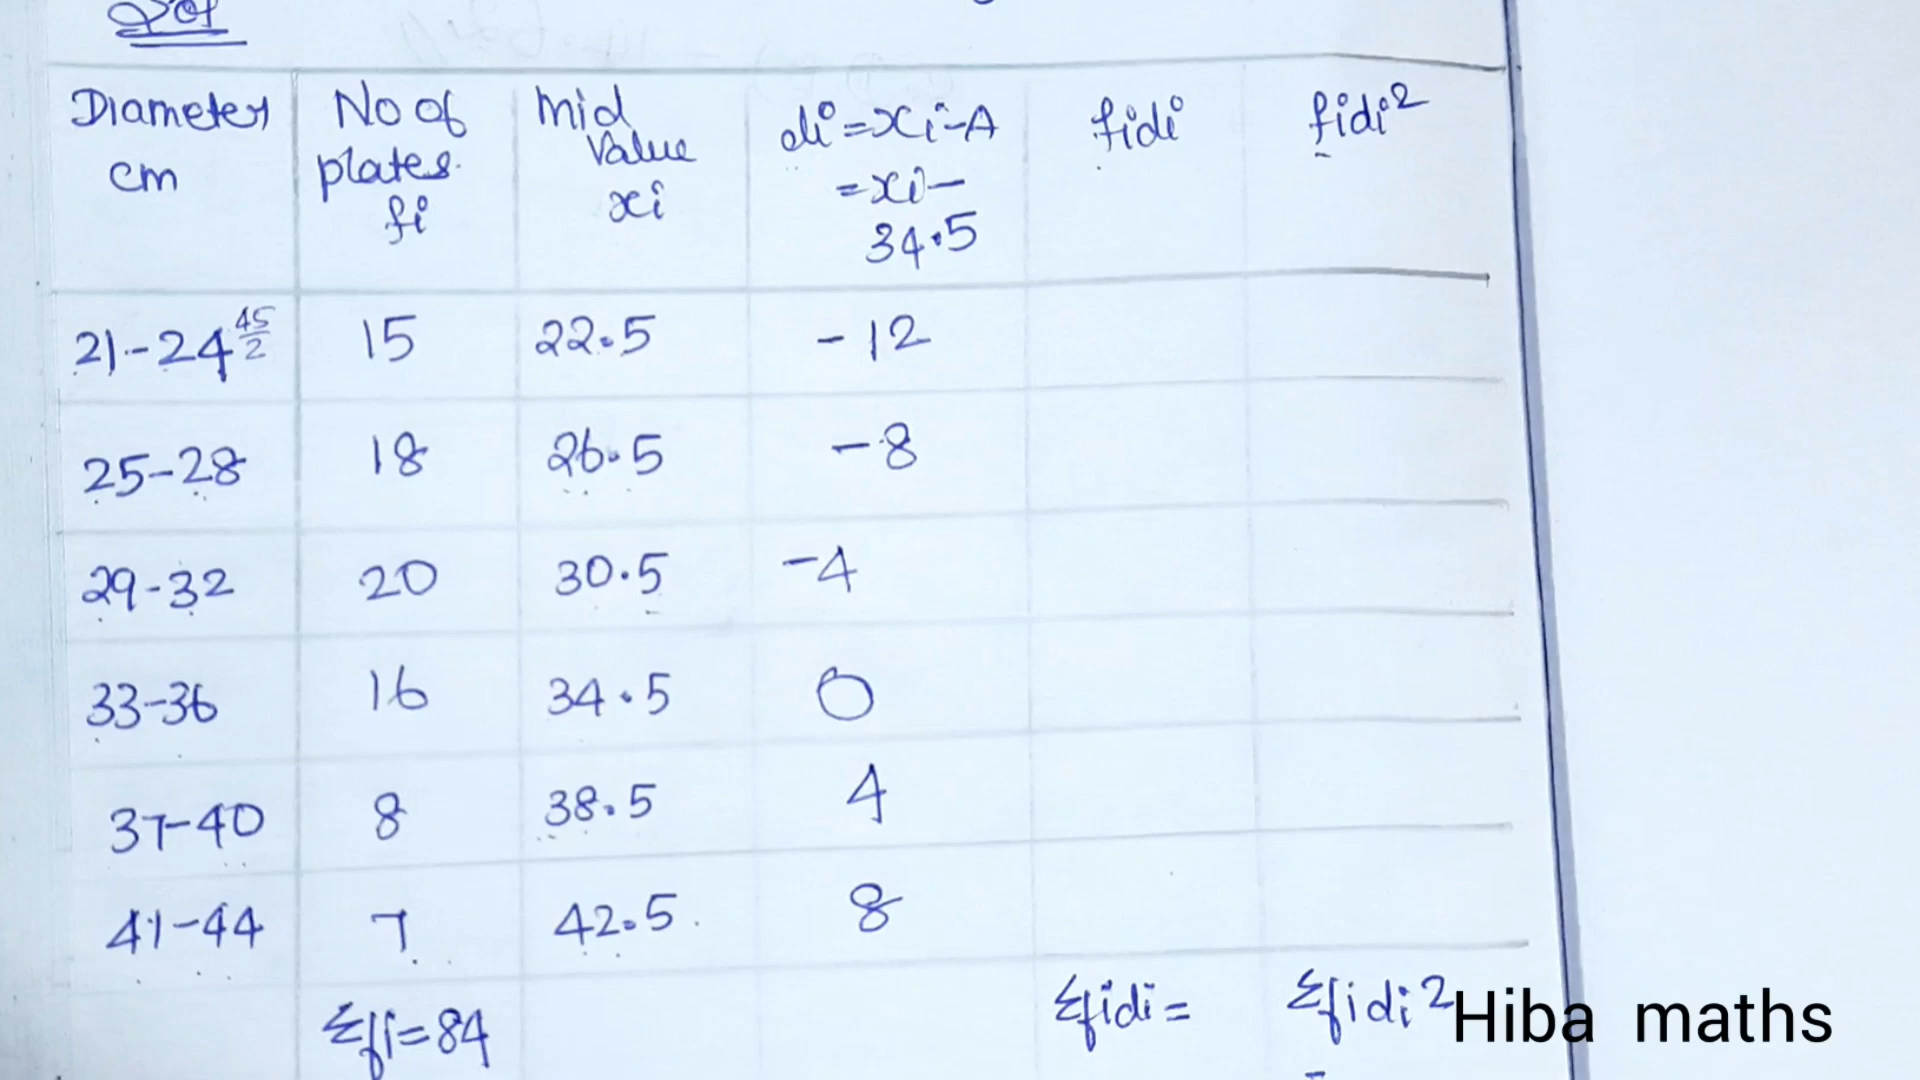 Sol
Diameter cm | No of plates fi | Mid Value xi | di = xi - A = xi - 34.5 | fidi | fidi²
21-24 45/2 | 15 | 22.5 | -12
25-28 | 18 | 26.5 | -8
29-32 | 20 | 30.5 | -4
33-36 | 16 | 34.5 | 0
37-40 | 8 | 38.5 | 4
41-44 | 7 | 42.5 | 8
Σfi=84 | Σfidi= | Σfidi²
Hiba maths